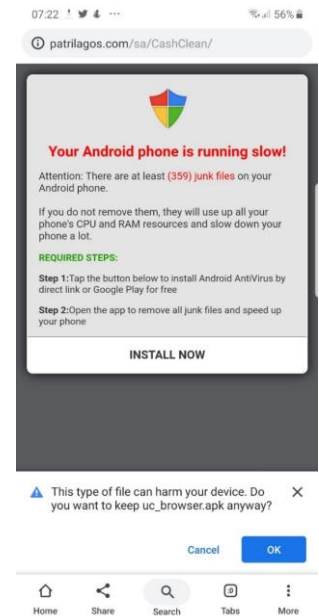 07:22
56%
patrilagos.com/sa/CashClean/
Your Android phone is running slow!
Attention: There are at least (359) junk files on your
Android phone.
If you do not remove them, they will use up all your
phone's CPU and RAM resources and slow down your
phone a lot.
REQUIRED STEPS:
Step 1:Tap the button below to install Android AntiVirus by
direct link or Google Play for free
Step 2:Open the app to remove all junk files and speed up
your phone
INSTALL NOW
This type of file can harm your device. Do
you want to keep uc_browser.apk anyway?
Cancel
OK
Home
Share
Search
Tabs
More